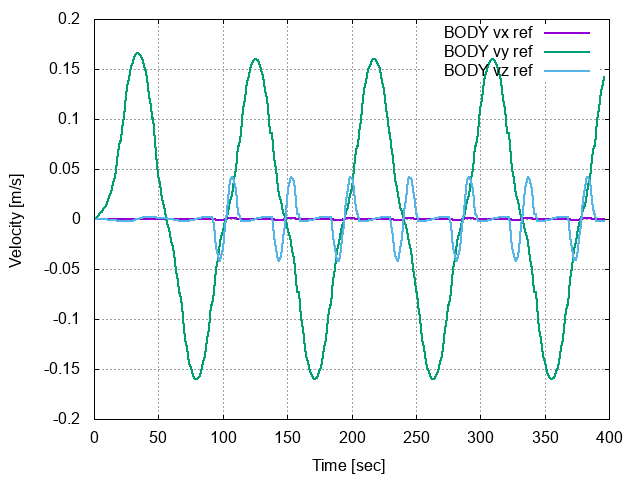 BODY vx ref
BODY vy ref
BODY vz ref
0.2
0.15
0.1
0.05
0
-0.05
-0.1
-0.15
-0.2
Velocity [m/s]
0 50 100 150 200 250 300 350 400
Time [sec]